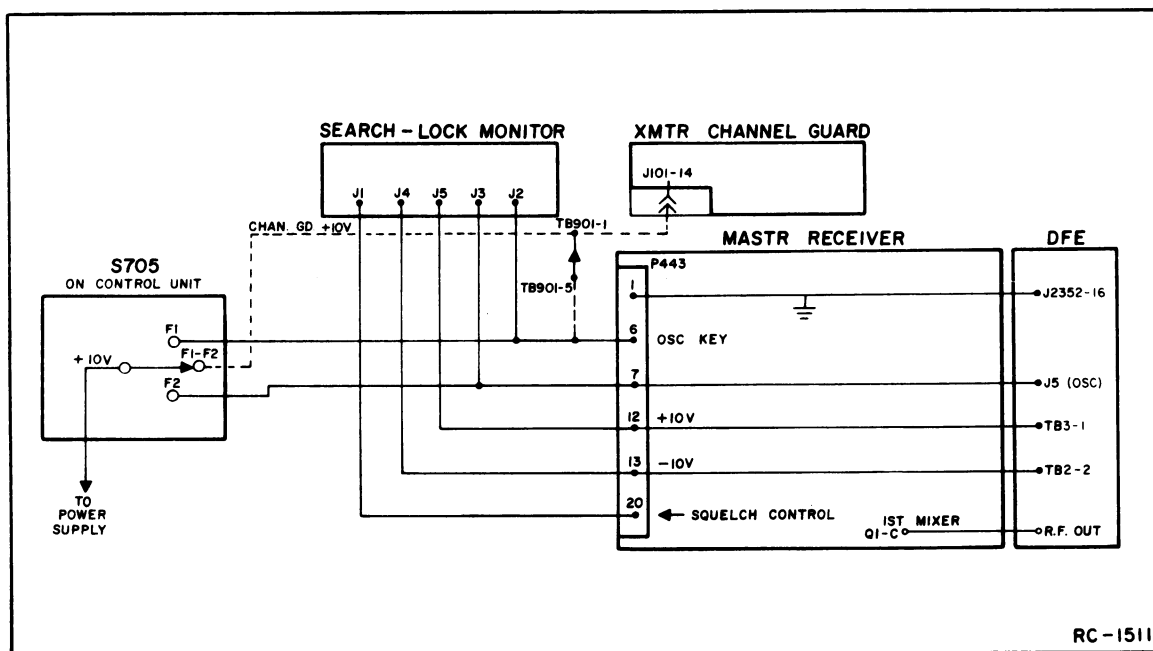 SEARCH-LOCK MONITOR
J1 J4 J5 J3 J2
XMTR CHANNEL GUARD
J101-14
CHAN. GD +10V
TB901-1
TB901-5
S705
ON CONTROL UNIT
F1
+10V
F1-F2
F2
TO
POWER
SUPPLY
MASTR RECEIVER
P443
1
6 OSC KEY
7
12 +10V
13 -10V
20 SQUELCH CONTROL
1ST MIXER
Q1-C
DFE
J2352-16
J5 (OSC)
TB3-1
TB2-2
R.F. OUT
RC-1511